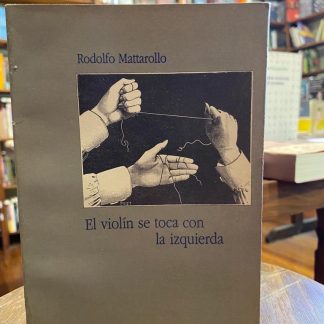 Rodolfo Mattarollo
El violín se toca con
la izquierda